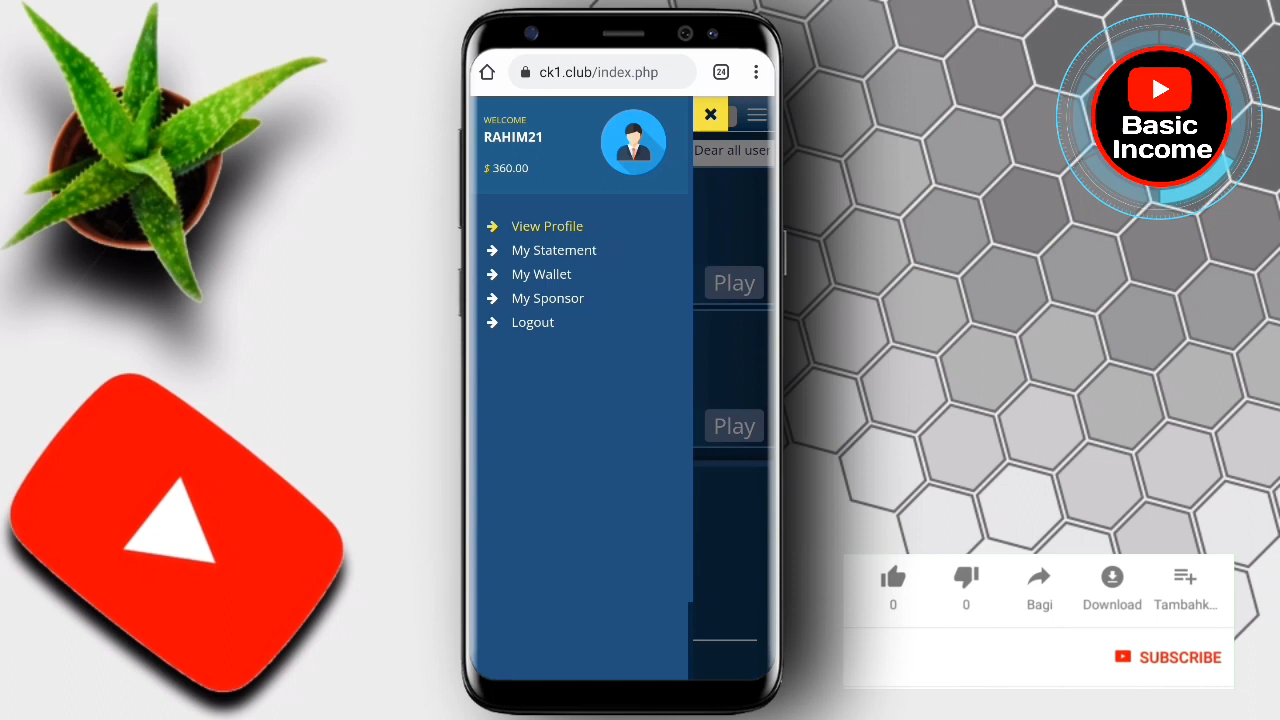 ck1.club/index.php
24
WELCOME
RAHIM21
$ 360.00
Dear all user
View Profile
My Statement
My Wallet
My Sponsor
Logout
Play
Play
Basic
Income
0
0
Bagi
Download
Tambahk...
SUBSCRIBE